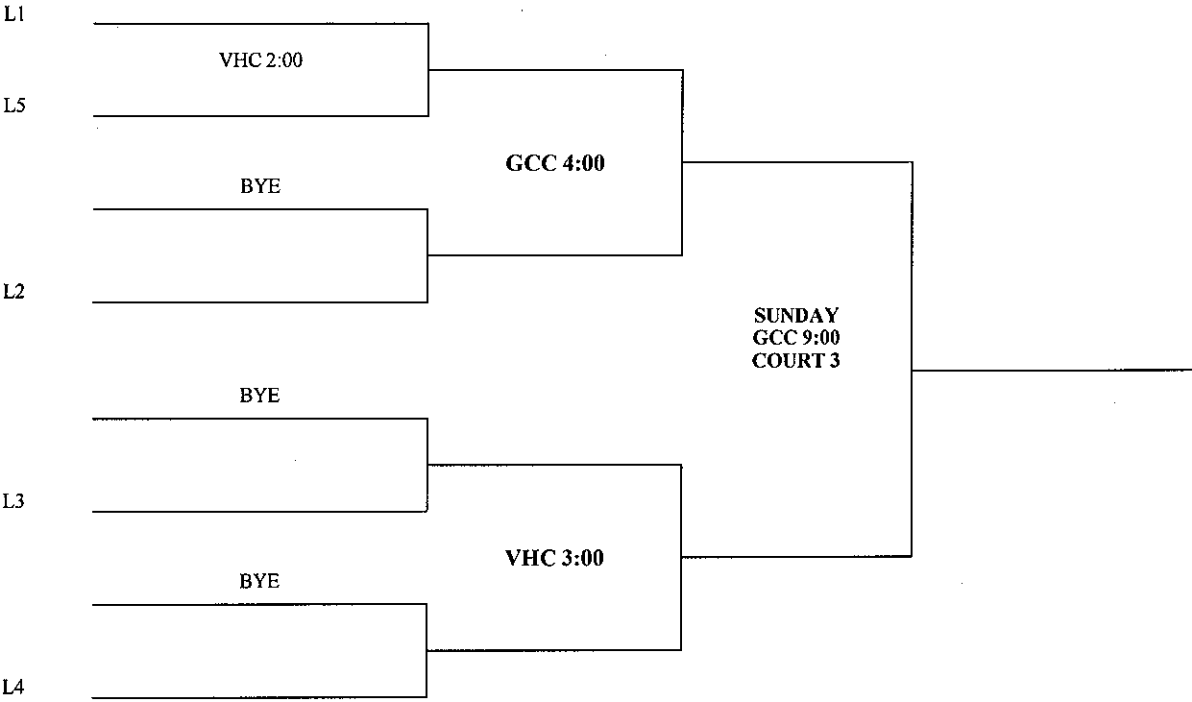 L1
VHC 2:00
L5
GCC 4:00
BYE
L2
SUNDAY
GCC 9:00
COURT 3
BYE
L3
VHC 3:00
BYE
L4